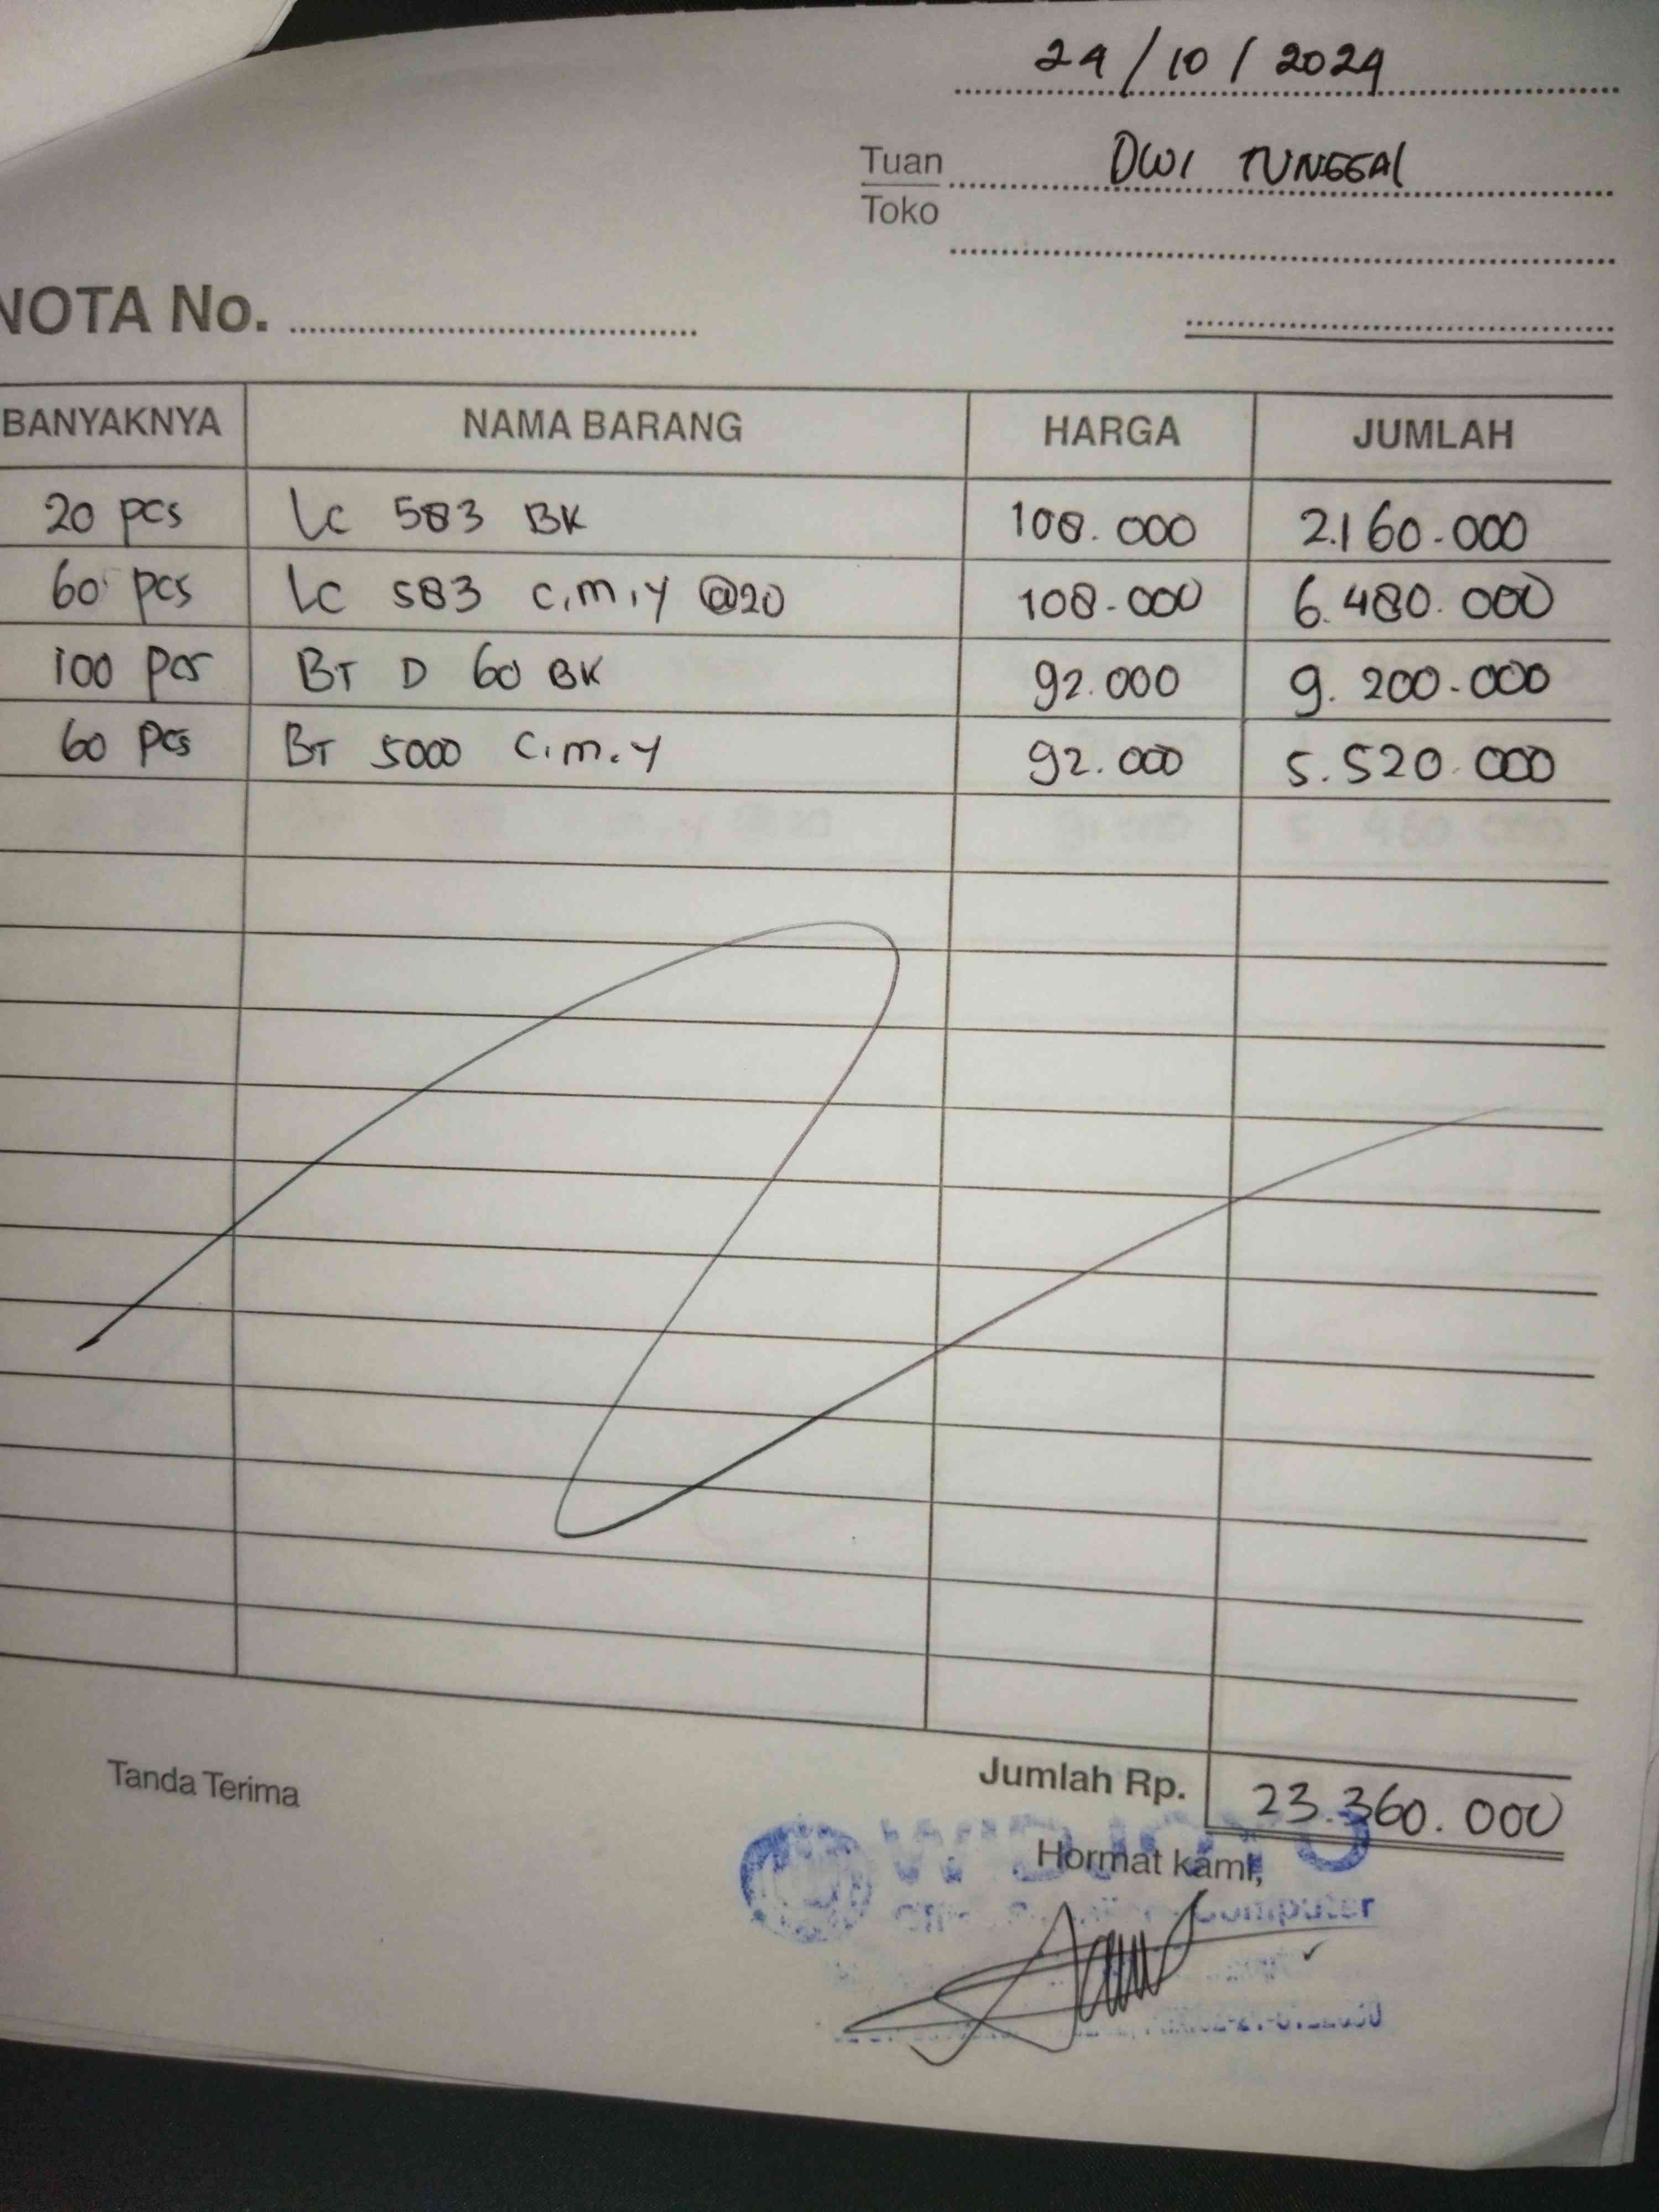 24/10/2024
Tuan DWI TUNGGAL
Toko
NOTA No.
BANYAKNYA NAMA BARANG HARGA JUMLAH
20 pcs LC 583 BK 108.000 2.160.000
60 pcs LC 583 C,M,Y @20 108.000 6.480.000
100 pcs BT D 60 BK 92.000 9.200.000
60 pcs BT 5000 C.M.Y 92.000 5.520.000
Tanda Terima
Jumlah Rp. 23.360.000
Hormat kami,
Computer